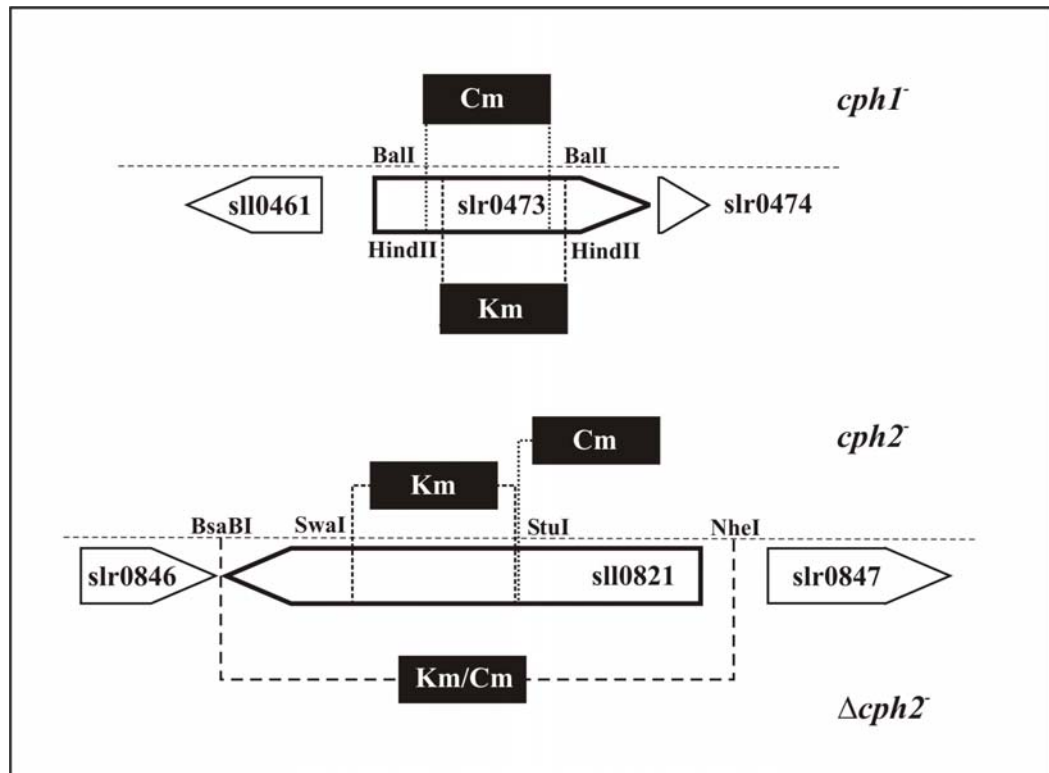 Cm
cph1⁻
BalI BalI
sll0461 slr0473 slr0474
HindII HindII
Km
Cm
cph2⁻
Km
BsaBI SwaI StuI NheI
slr0846 sll0821 slr0847
Km/Cm
Δcph2⁻